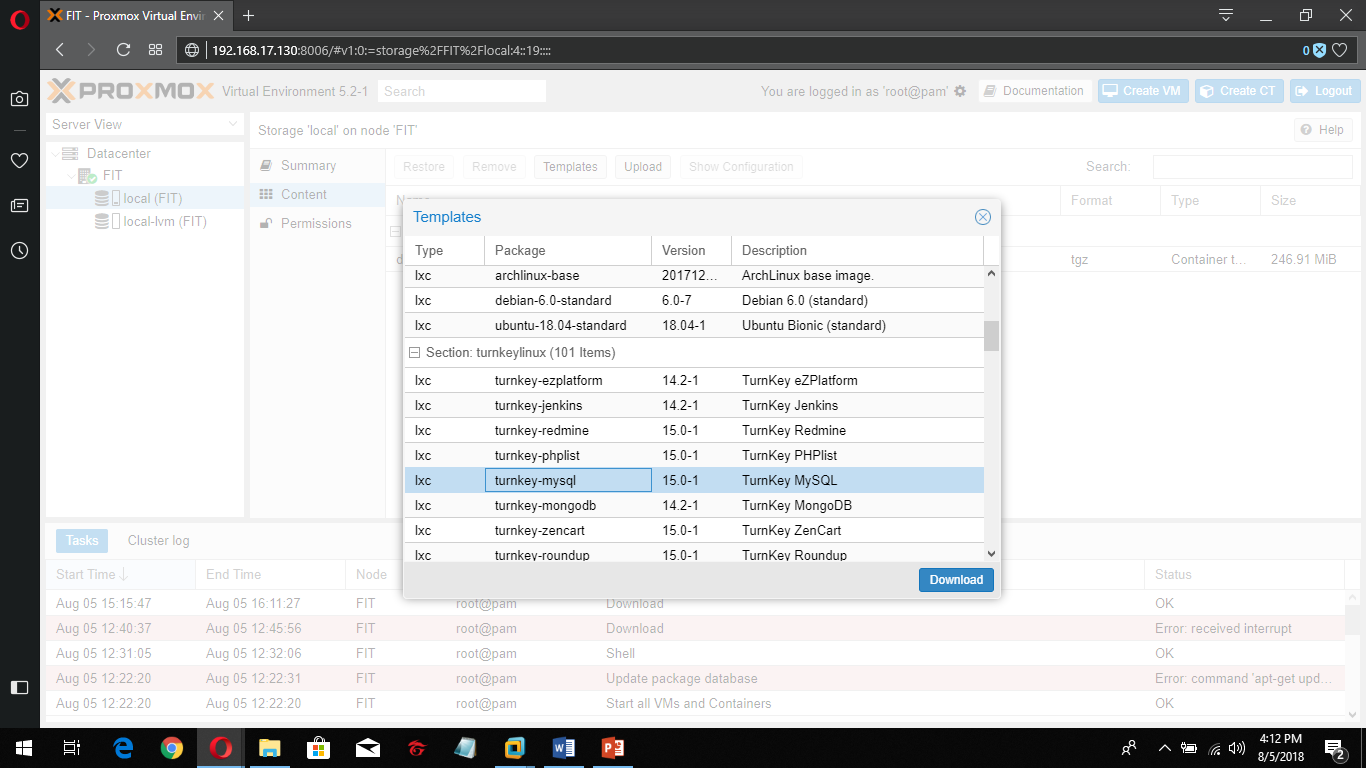 FIT - Proxmox Virtual Envir
192.168.17.130:8006/#v1:0:=storage%2FFIT%2Flocal:4::19::::
0
PROXMOX Virtual Environment 5.2-1 Search You are logged in as 'root@pam' Documentation Create VM Create CT Logout
Server View Storage 'local' on node 'FIT' Help
Datacenter
FIT
local (FIT)
local-lvm (FIT)
Summary
Content
Permissions
Restore Remove Templates Upload Show Configuration Search:
Format Type Size
tgz Container t... 246.91 MiB
Templates
Type Package Version Description
lxc archlinux-base 201712... ArchLinux base image.
lxc debian-6.0-standard 6.0-7 Debian 6.0 (standard)
lxc ubuntu-18.04-standard 18.04-1 Ubuntu Bionic (standard)
Section: turnkeylinux (101 Items)
lxc turnkey-ezplatform 14.2-1 TurnKey eZPlatform
lxc turnkey-jenkins 14.2-1 TurnKey Jenkins
lxc turnkey-redmine 15.0-1 TurnKey Redmine
lxc turnkey-phplist 15.0-1 TurnKey PHPlist
lxc turnkey-mysql 15.0-1 TurnKey MySQL
lxc turnkey-mongodb 14.2-1 TurnKey MongoDB
lxc turnkey-zencart 15.0-1 TurnKey ZenCart
lxc turnkey-roundup 15.0-1 TurnKey Roundup
Download
Tasks Cluster log
Start Time End Time Node Status
Aug 05 15:15:47 Aug 05 16:11:27 FIT root@pam Download OK
Aug 05 12:40:37 Aug 05 12:45:56 FIT root@pam Download Error: received interrupt
Aug 05 12:31:05 Aug 05 12:32:06 FIT root@pam Shell OK
Aug 05 12:22:20 Aug 05 12:22:31 FIT root@pam Update package database Error: command 'apt-get upd...
Aug 05 12:22:20 Aug 05 12:22:20 FIT root@pam Start all VMs and Containers OK
4:12 PM
8/5/2018
2